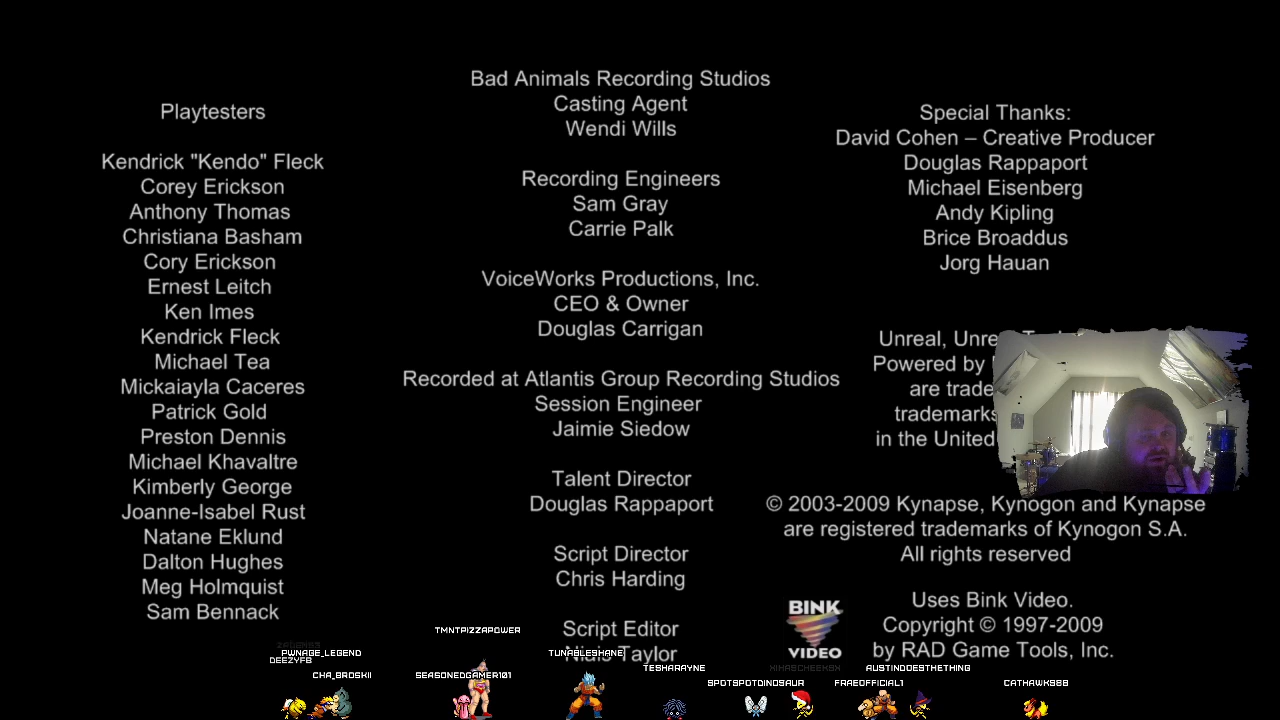 Playtesters
Kendrick "Kendo" Fleck
Corey Erickson
Anthony Thomas
Christiana Basham
Cory Erickson
Ernest Leitch
Ken Imes
Kendrick Fleck
Michael Tea
Mickaiayla Caceres
Patrick Gold
Preston Dennis
Michael Khavaltre
Kimberly George
Joanne-Isabel Rust
Natane Eklund
Dalton Hughes
Meg Holmquist
Sam Bennack
Bad Animals Recording Studios
Casting Agent
Wendi Wills
Recording Engineers
Sam Gray
Carrie Palk
VoiceWorks Productions, Inc.
CEO & Owner
Douglas Carrigan
Recorded at Atlantis Group Recording Studios
Session Engineer
Jaimie Siedow
Talent Director
Douglas Rappaport
Script Director
Chris Harding
Script Editor
Taylor
Special Thanks:
David Cohen – Creative Producer
Douglas Rappaport
Michael Eisenberg
Andy Kipling
Brice Broaddus
Jorg Hauan
Unreal,
Powered by
are
trademarks
in the United
© 2003-2009 Kynapse, Kynogon and Kynapse
are registered trademarks of Kynogon S.A.
All rights reserved
BINK
VIDEO
Uses Bink Video.
Copyright © 1997-2009
by RAD Game Tools, Inc.
TMNTPIZZAPOWER
PWNAGE_LEGEND
DEEZYFB
CHA_BROSKII
SEASONEDGAMER101
TUNABLESHANE
TESHARAYNE
SPOTSPOTDINOSAUR
AUSTINDOESTHETHING
FRAEOFFICIAL1
CATHAWK988